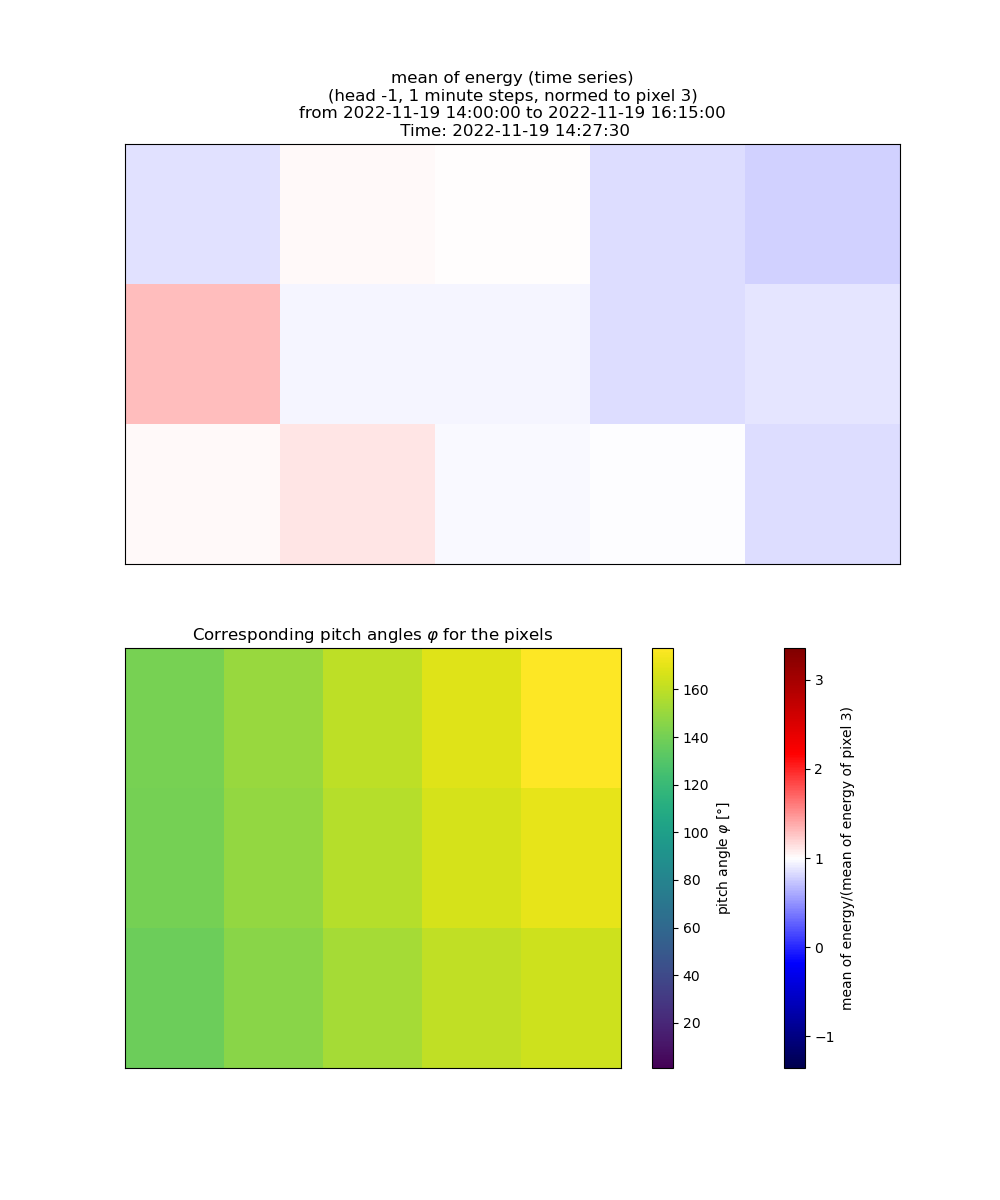 mean of energy (time series)
(head -1, 1 minute steps, normed to pixel 3)
from 2022-11-19 14:00:00 to 2022-11-19 16:15:00
Time: 2022-11-19 14:27:30
Corresponding pitch angles φ for the pixels
160
140
120
100
80
60
40
20
pitch angle φ [°]
3
2
1
0
−1
mean of energy/(mean of energy of pixel 3)